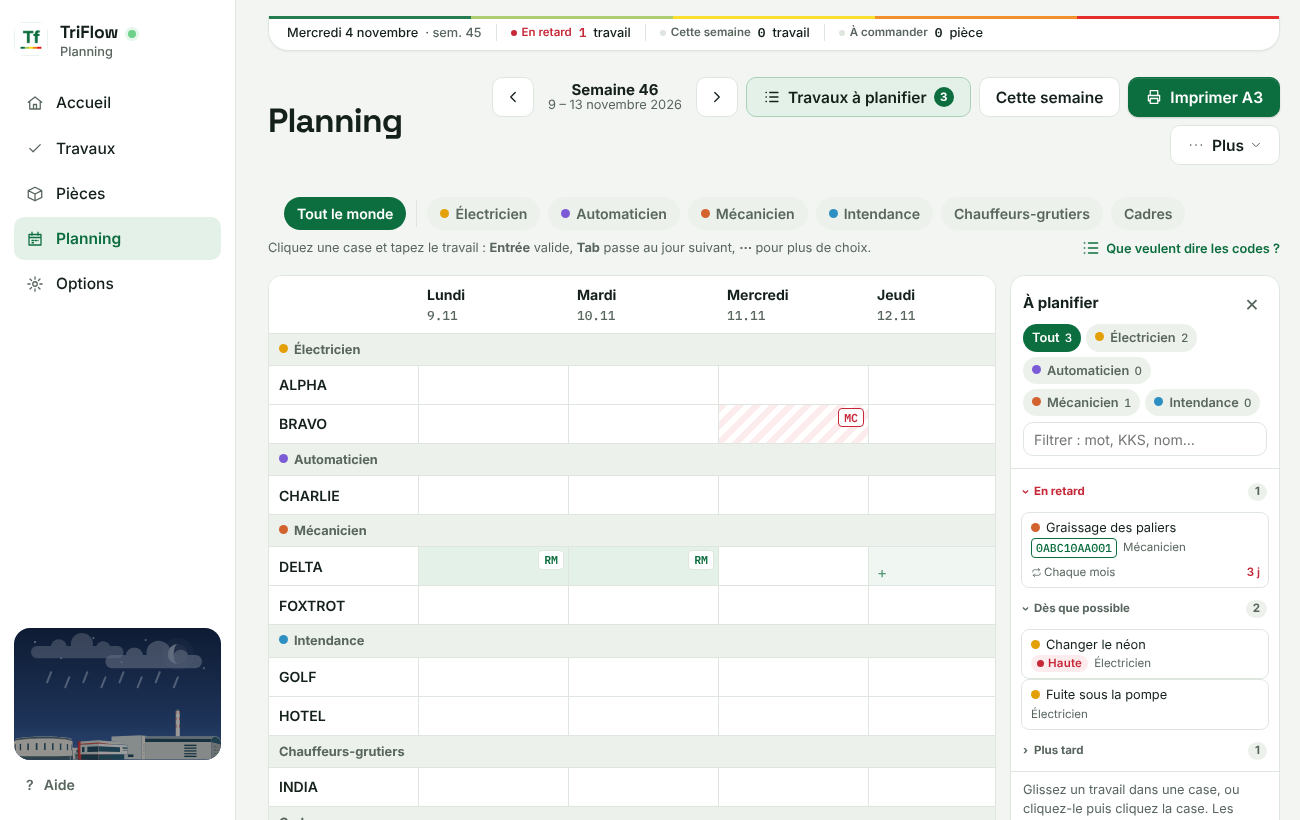 Tf
TriFlow
Planning
Accueil
Travaux
Pièces
Planning
Options
? Aide
Mercredi 4 novembre · sem. 45
En retard 1 travail
Cette semaine 0 travail
À commander 0 pièce
Planning
Semaine 46
9 – 13 novembre 2026
Travaux à planifier 3
Cette semaine
Imprimer A3
··· Plus
Tout le monde
Électricien
Automaticien
Mécanicien
Intendance
Chauffeurs-grutiers
Cadres
Cliquez une case et tapez le travail : Entrée valide, Tab passe au jour suivant, ··· pour plus de choix.
Que veulent dire les codes ?
Lundi Mardi Mercredi Jeudi
9.11 10.11 11.11 12.11
Électricien
ALPHA
BRAVO MC
Automaticien
CHARLIE
Mécanicien
DELTA RM RM +
FOXTROT
Intendance
GOLF
HOTEL
Chauffeurs-grutiers
INDIA
À planifier
Tout 3 Électricien 2
Automaticien 0
Mécanicien 1 Intendance 0
Filtrer : mot, KKS, nom...
En retard 1
Graissage des paliers
0ABC10AA001 Mécanicien
Chaque mois 3 j
Dès que possible 2
Changer le néon
Haute Électricien
Fuite sous la pompe
Électricien
Plus tard 1
Glissez un travail dans une case, ou
cliquez-le puis cliquez la case. Les